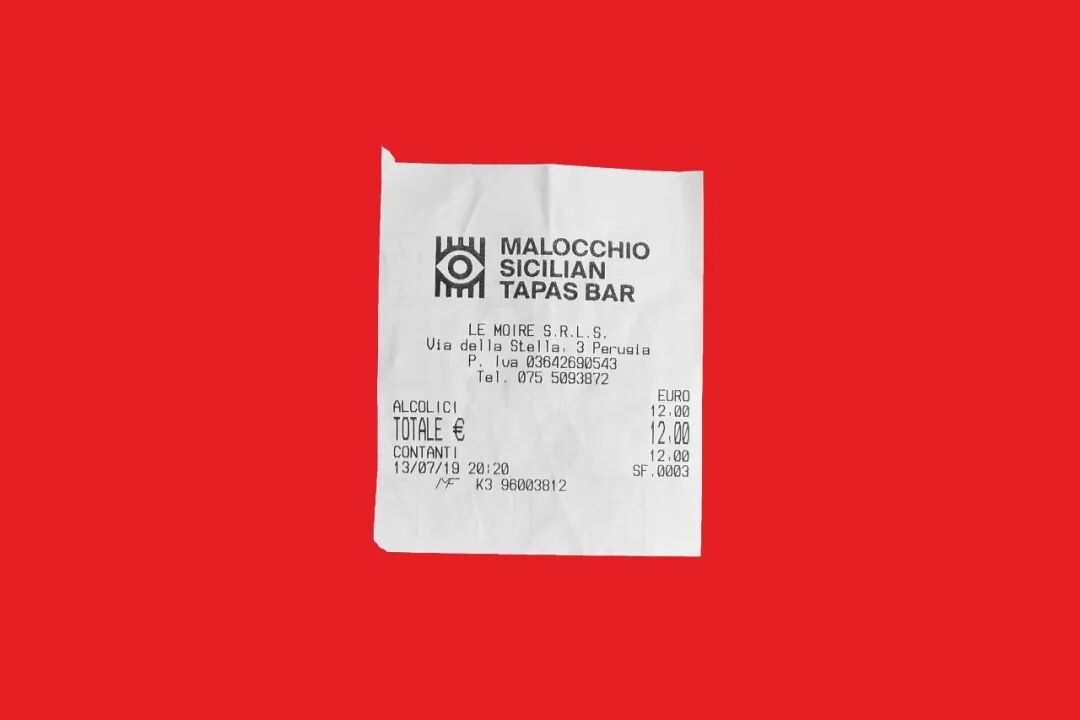 MALOCCHIO
SICILIAN
TAPAS BAR
LE MOIRE S.R.L.S.
Via della Stella, 3 Perugia
P. Iva 03642690543
Tel. 075 5093872
EURO
ALCOLICI 12,00
TOTALE € 12,00
CONTANTI 12,00
13/07/19 20:20 SF.0003
MF K3 96003812